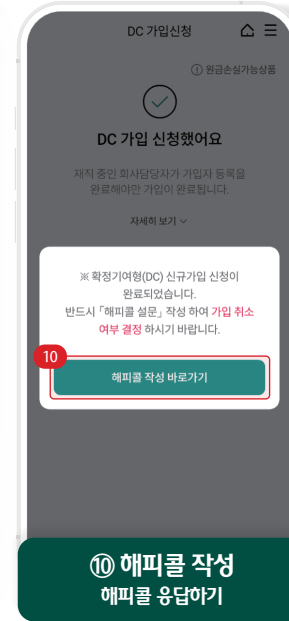 DC 가입신청
① 원금손실가능상품
DC 가입 신청했어요
재직 중인 회사담당자가 가입자 등록을
완료해야만 가입이 완료됩니다.
자세히 보기
※ 확정기여형(DC) 신규가입 신청이
완료되었습니다.
반드시 「해피콜 설문」 작성 하여 가입 취소
여부 결정 하시기 바랍니다.
10
해피콜 작성 바로가기
⑩ 해피콜 작성
해피콜 응답하기